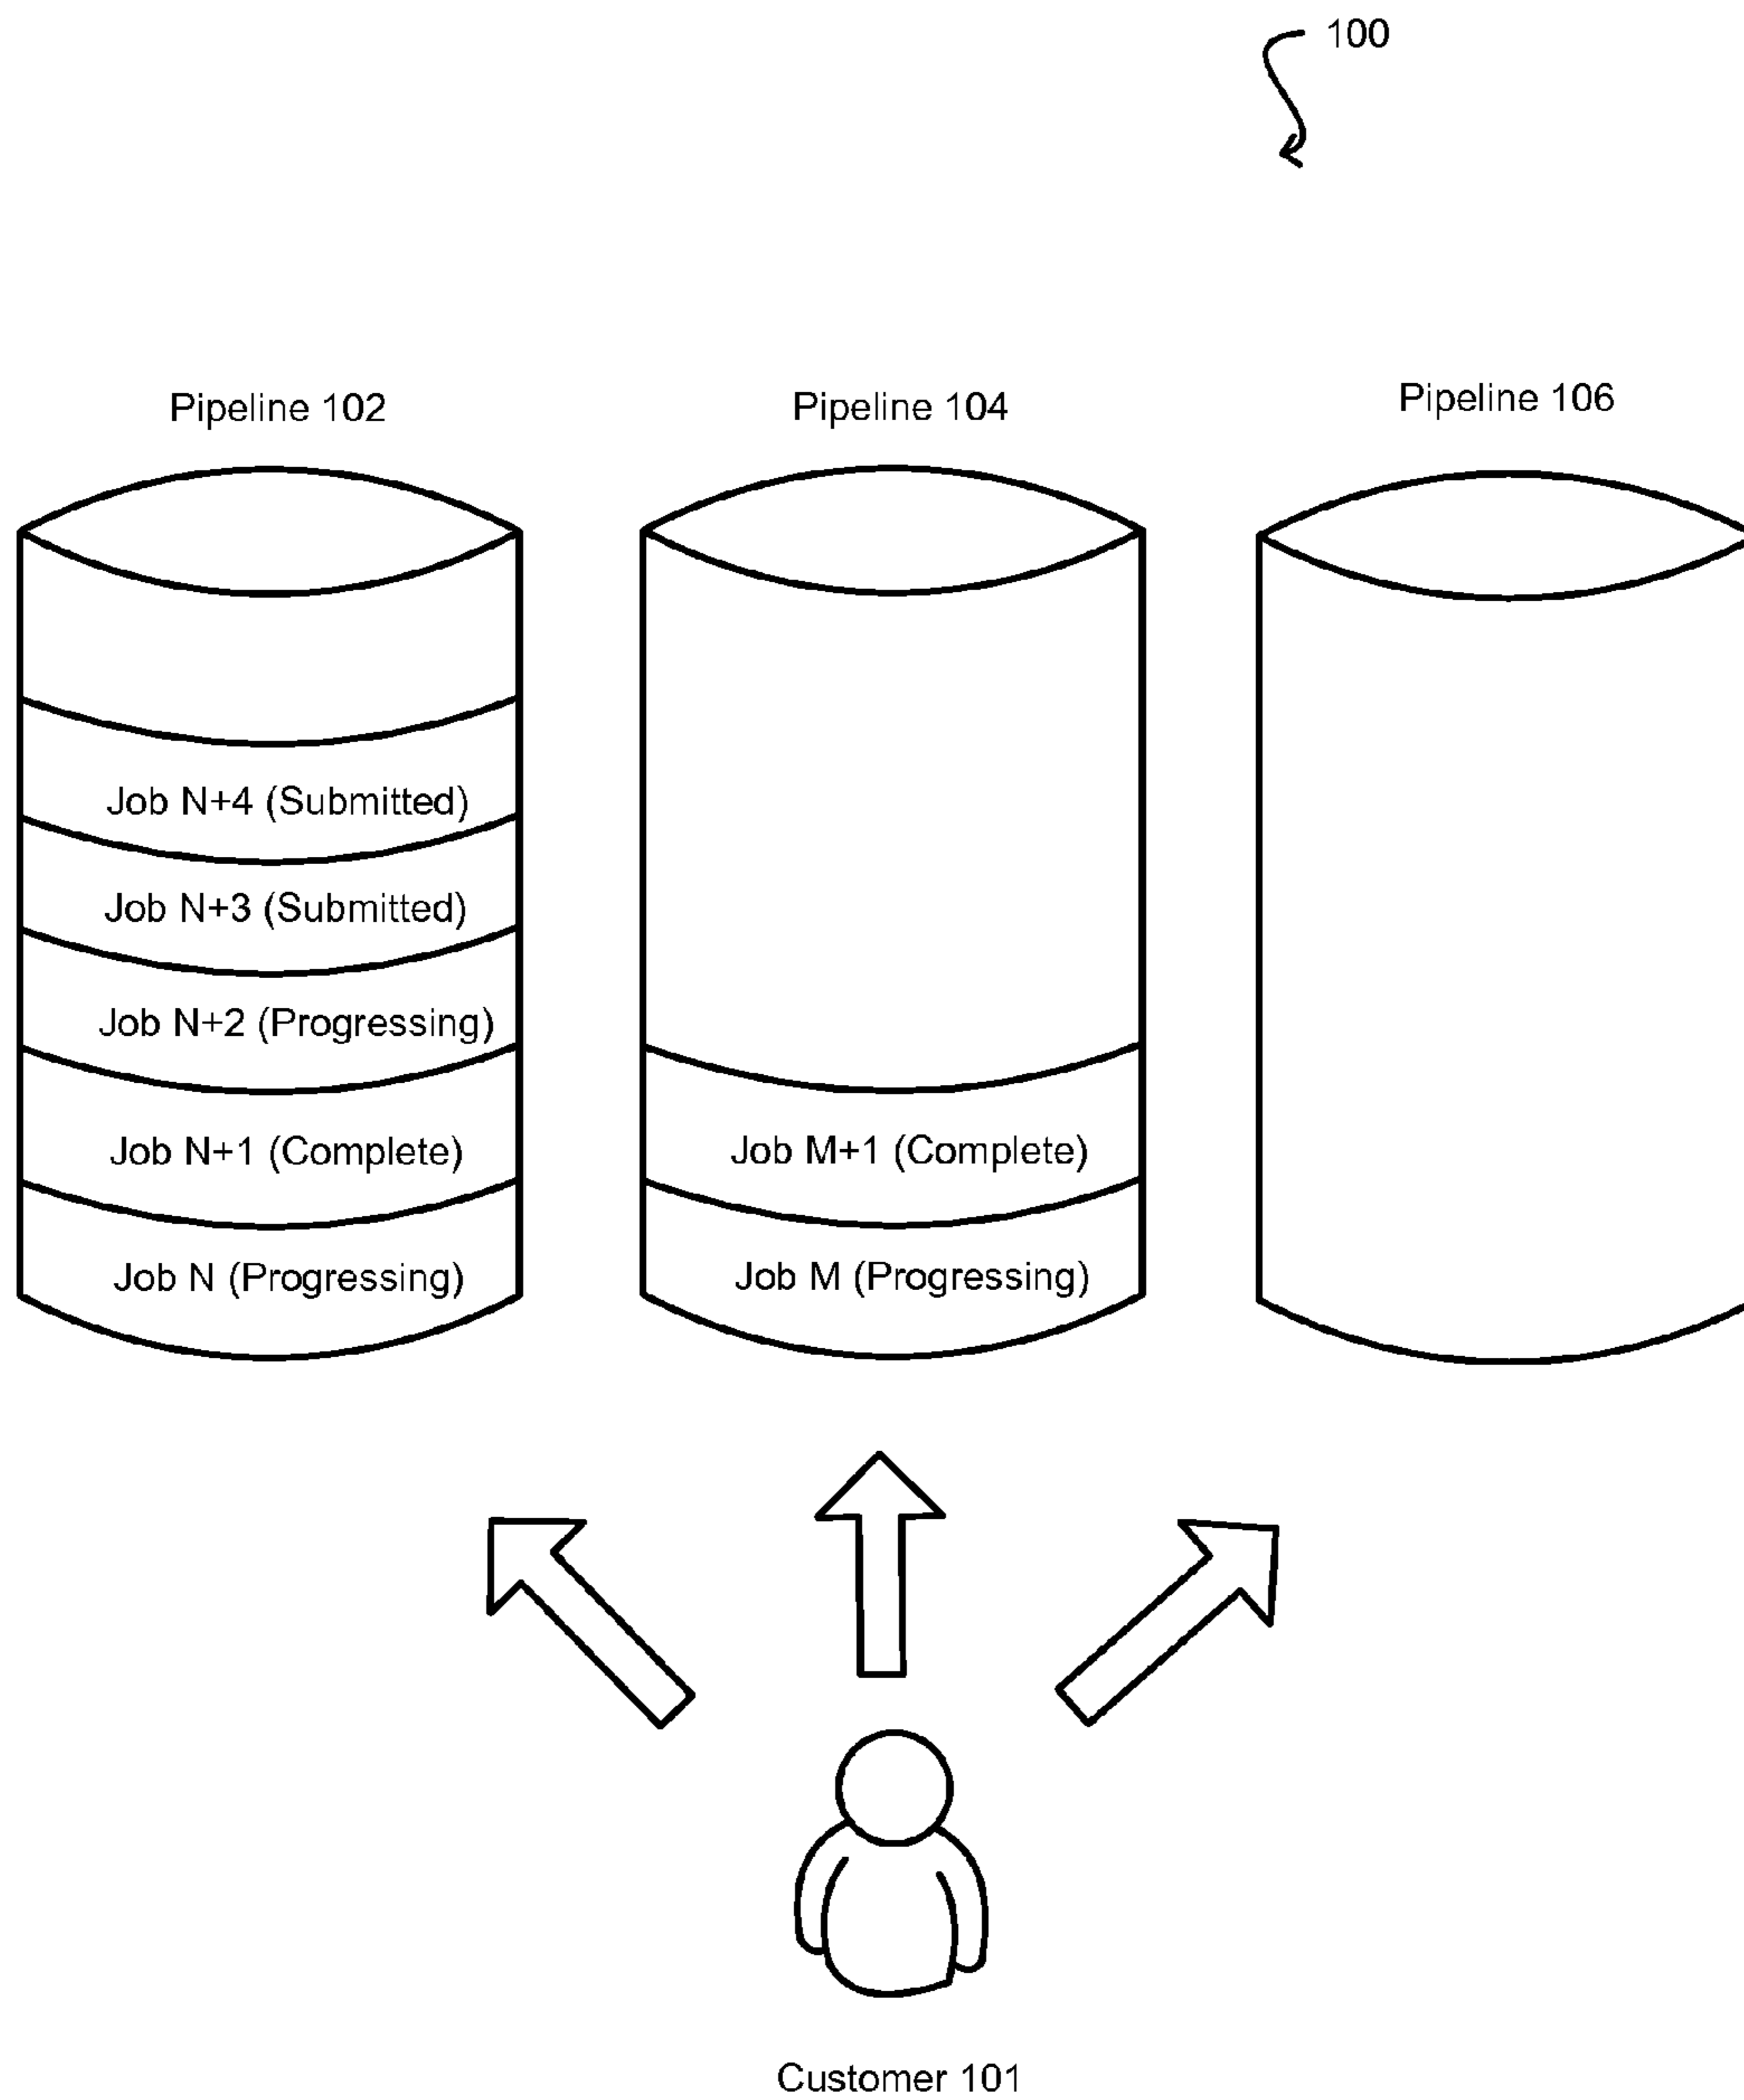 100
Pipeline 102
Pipeline 104
Pipeline 106
Job N+4 (Submitted)
Job N+3 (Submitted)
Job N+2 (Progressing)
Job N+1 (Complete)
Job N (Progressing)
Job M+1 (Complete)
Job M (Progressing)
Customer 101